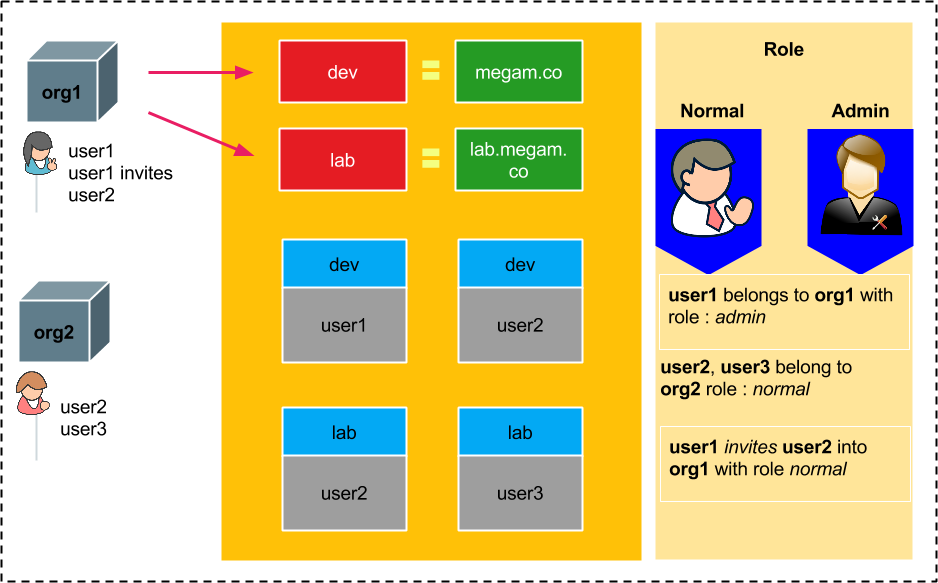 org1
user1
user1 invites
user2
org2
user2
user3
dev
=
megam.co
lab
=
lab.megam.
co
dev
user1
dev
user2
lab
user2
lab
user3
Role
Normal
Admin
user1 belongs to org1 with
role : admin
user2, user3 belong to
org2 role : normal
user1 invites user2 into
org1 with role normal